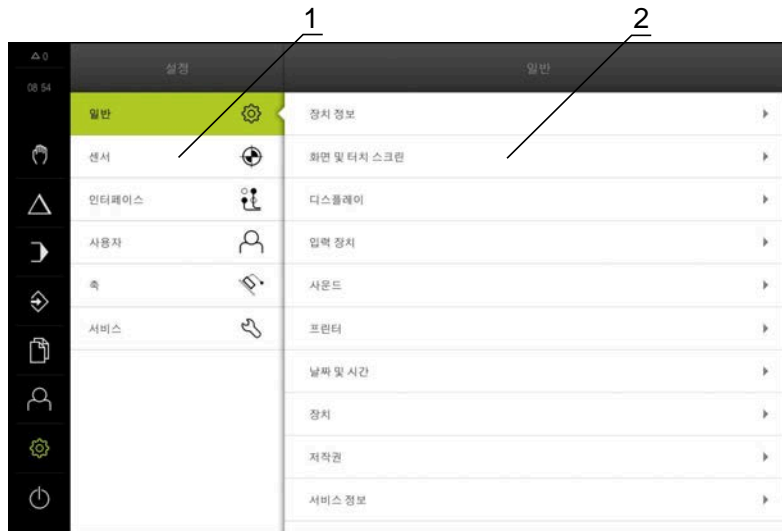 1
2
0
설정
일반
08 54
일반
센서
인터페이스
사용자
축
서비스
장치 정보
화면 및 터치 스크린
디스플레이
입력 장치
사운드
프린터
날짜 및 시간
장치
저작권
서비스 정보